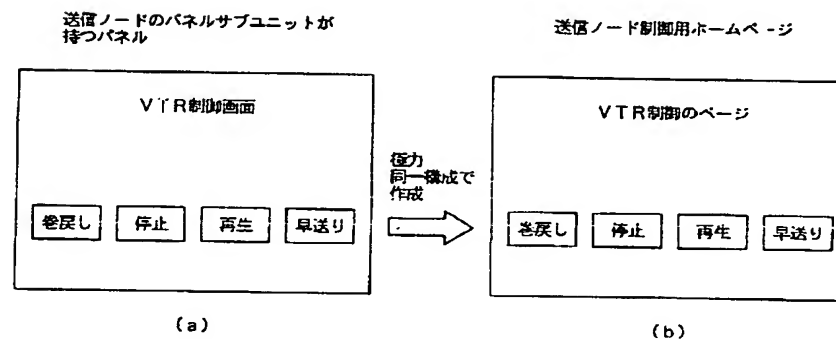 送信ノードのパネルサブユニットが
持つパネル
VTR制御画面
巻戻し
停止
再生
早送り
(a)
極力
同一構成で
作成
送信ノード制御用ホームページ
VTR制御のページ
巻戻し
停止
再生
早送り
(b)